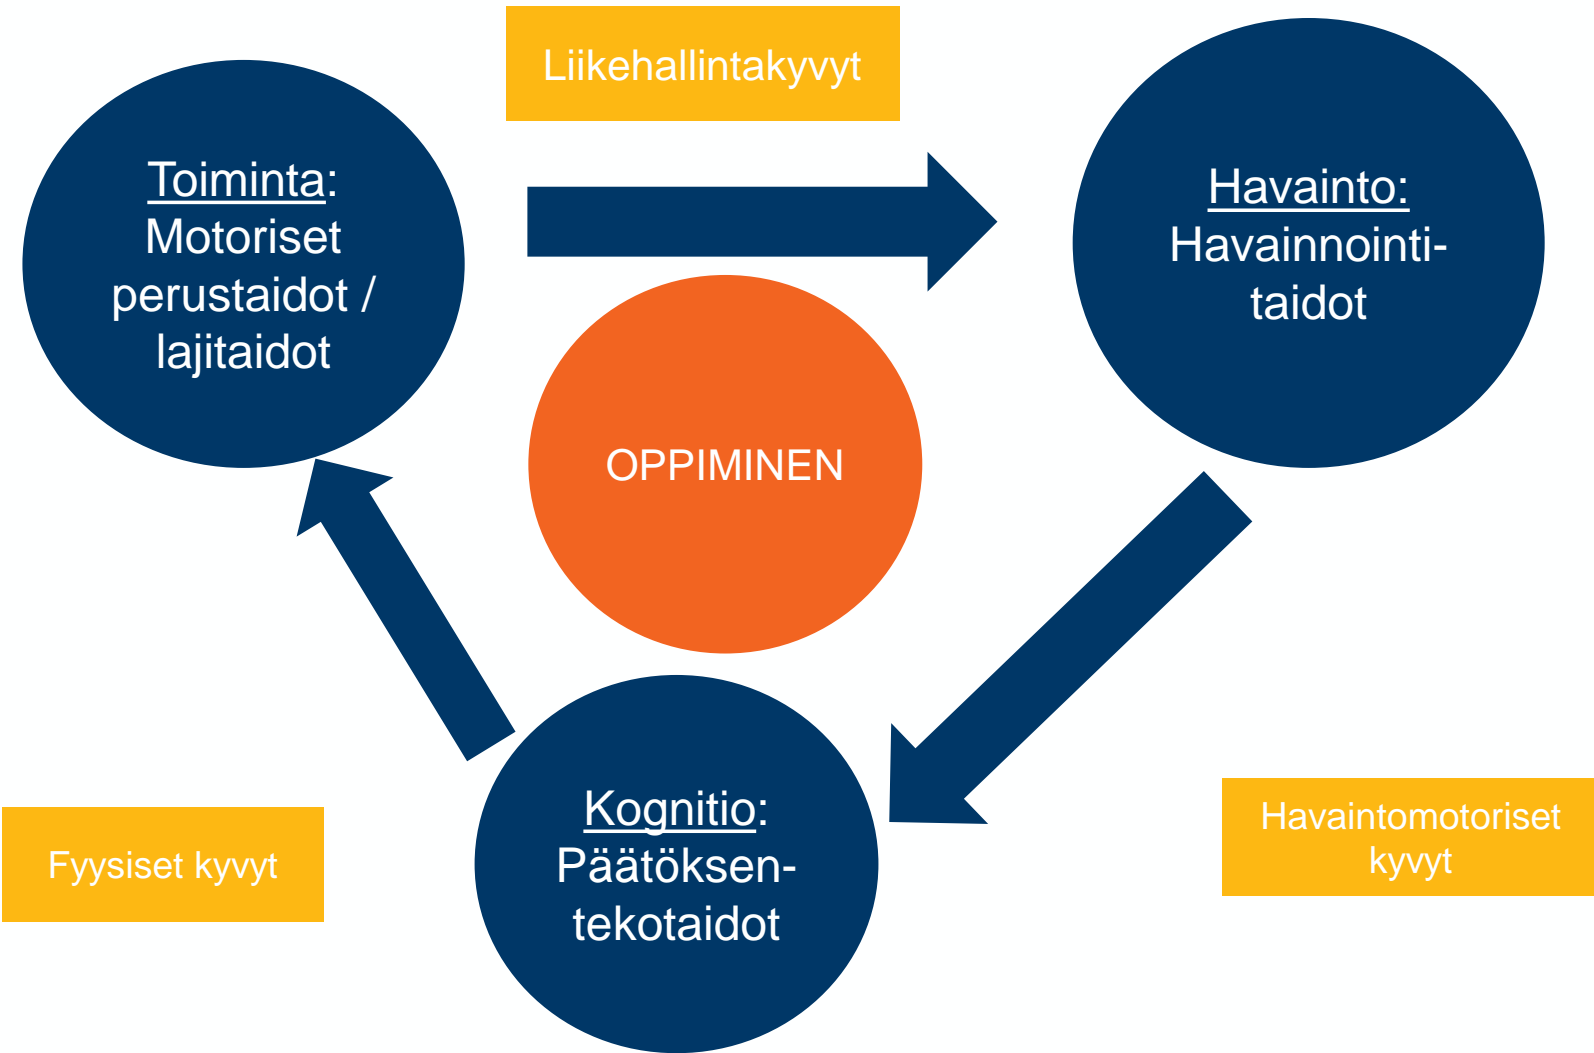 Liikehallintakyvyt
Toiminta:
Motoriset
perustaidot /
lajitaidot
Havainto:
Havainnointi-
taidot
OPPIMINEN
Kognitio:
Päätöksen-
tekotaidot
Fyysiset kyvyt
Havaintomotoriset
kyvyt